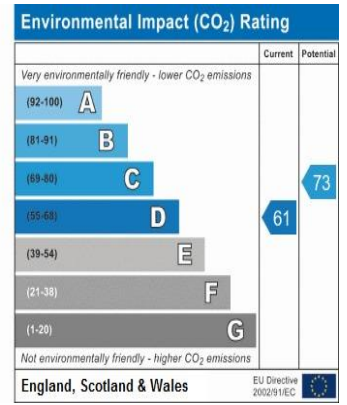 Environmental Impact (CO₂) Rating
Current Potential
Very environmentally friendly - lower CO₂ emissions
(92-100) A
(81-91) B
(69-80) C
73
(55-68) D
61
(39-54) E
(21-38) F
(1-20) G
Not environmentally friendly - higher CO₂ emissions
England, Scotland & Wales
EU Directive
2002/91/EC